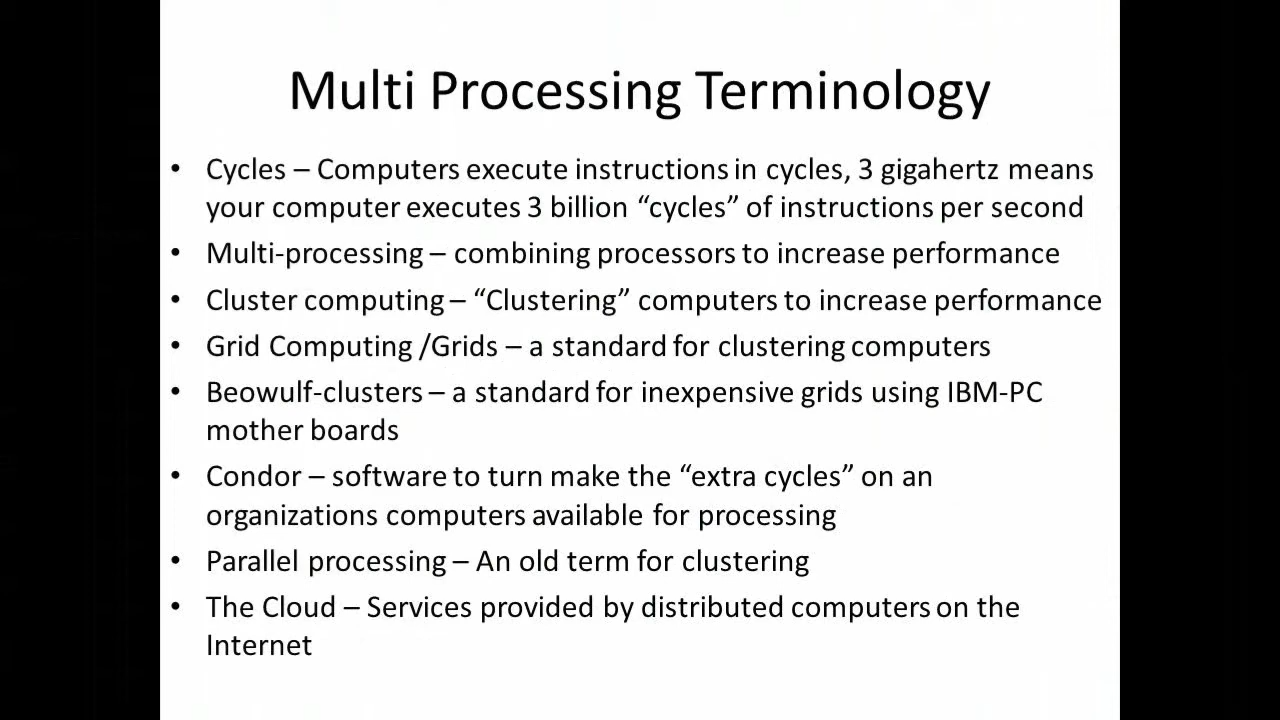 Multi Processing Terminology
• Cycles – Computers execute instructions in cycles, 3 gigahertz means
your computer executes 3 billion “cycles” of instructions per second
• Multi-processing – combining processors to increase performance
• Cluster computing – “Clustering” computers to increase performance
• Grid Computing /Grids – a standard for clustering computers
• Beowulf-clusters – a standard for inexpensive grids using IBM-PC
mother boards
• Condor – software to turn make the “extra cycles” on an
organizations computers available for processing
• Parallel processing – An old term for clustering
• The Cloud – Services provided by distributed computers on the
Internet